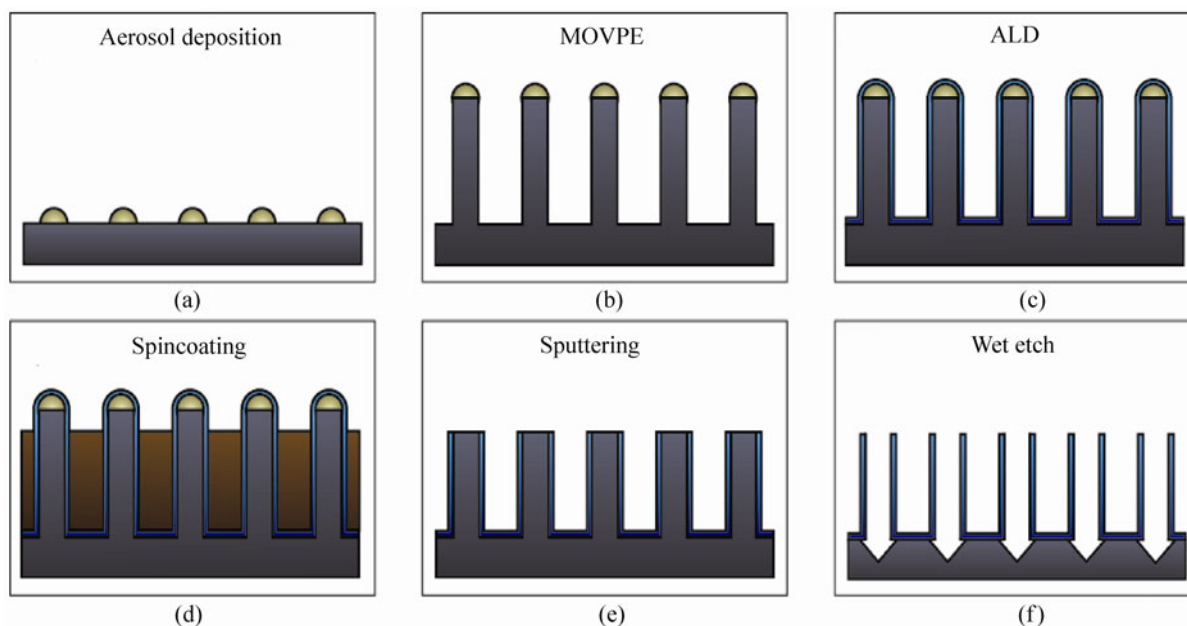 Aerosol deposition
MOVPE
ALD
(a)
(b)
(c)
Spincoating
Sputtering
Wet etch
(d)
(e)
(f)